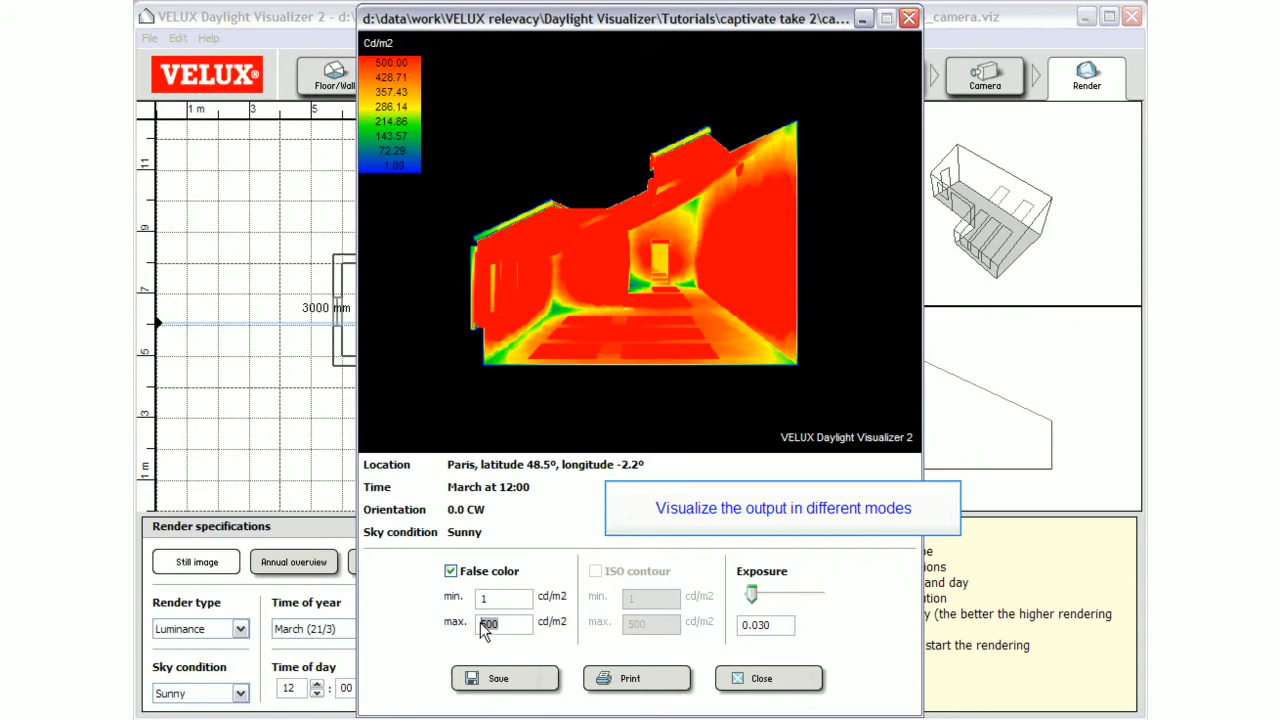 VELUX Daylight Visualizer 2 - d:\
d:\data\work\VELUX relevacy\Daylight Visualizer\Tutorials\captivate take 2\ca...
_camera.viz
File Edit Help
VELUX®
Floor/Wall
Camera
Render
1 m 3 5
11
9
7
5
3
1 m
3000 mm
Cd/m2
500.00
428.71
357.43
286.14
214.86
143.57
72.29
1.00
VELUX Daylight Visualizer 2
Location Paris, latitude 48.5º, longitude -2.2º
Time March at 12:00
Orientation 0.0 CW
Sky condition Sunny
Visualize the output in different modes
False color
min. 1 cd/m2
max. 500 cd/m2
ISO contour
min. 1 cd/m2
max. 500 cd/m2
Exposure
0.030
Save
Print
Close
Render specifications
Still image
Annual overview
Render type
Luminance
Time of year
March (21/3)
Sky condition
Sunny
Time of day
12 : 00
and day
y (the better the higher rendering
start the rendering